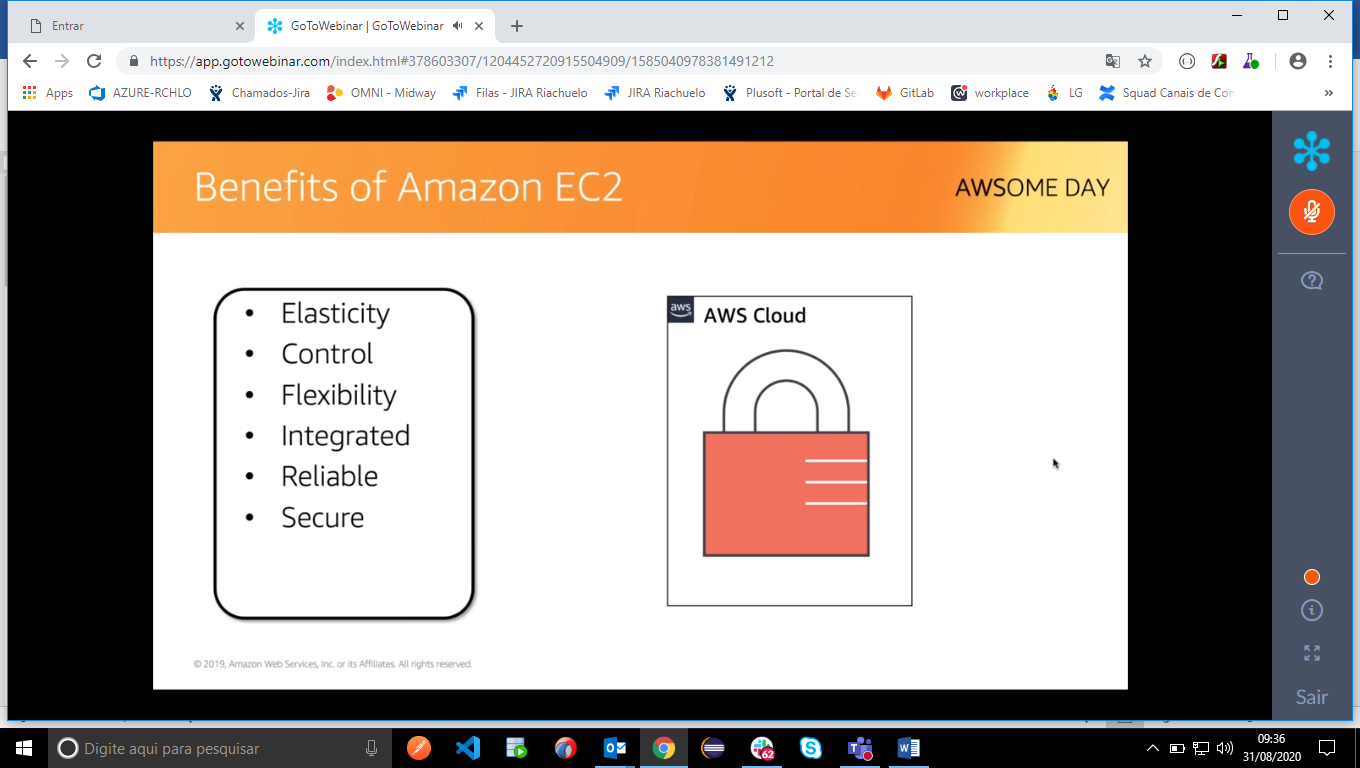 Entrar
GoToWebinar | GoToWebinar
https://app.gotowebinar.com/index.html#378603307/1204452720915504909/1585040978381491212
Apps
AZURE-RCHLO
Chamados-Jira
OMNI - Midway
Filas - JIRA Riachuelo
JIRA Riachuelo
Plusoft - Portal de Se
GitLab
workplace
LG
Squad Canais de Con
Benefits of Amazon EC2
AWSOME DAY
• Elasticity
• Control
• Flexibility
• Integrated
• Reliable
• Secure
aws
AWS Cloud
© 2019, Amazon Web Services, Inc. or its Affiliates. All rights reserved.
Sair
Digite aqui para pesquisar
62
09:36
31/08/2020